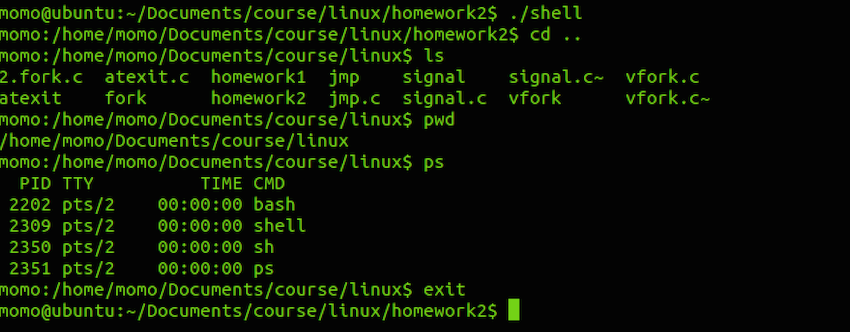 momo@ubuntu:~/Documents/course/linux/homework2$ ./shell
momo:/home/momo/Documents/course/linux/homework2$ cd ..
momo:/home/momo/Documents/course/linux$ ls
2.fork.c  atexit.c  homework1  jmp    signal    signal.c~  vfork.c
atexit    fork      homework2  jmp.c  signal.c  vfork      vfork.c~
momo:/home/momo/Documents/course/linux$ pwd
/home/momo/Documents/course/linux
momo:/home/momo/Documents/course/linux$ ps
  PID TTY          TIME CMD
 2202 pts/2    00:00:00 bash
 2309 pts/2    00:00:00 shell
 2350 pts/2    00:00:00 sh
 2351 pts/2    00:00:00 ps
momo:/home/momo/Documents/course/linux$ exit
momo@ubuntu:~/Documents/course/linux/homework2$